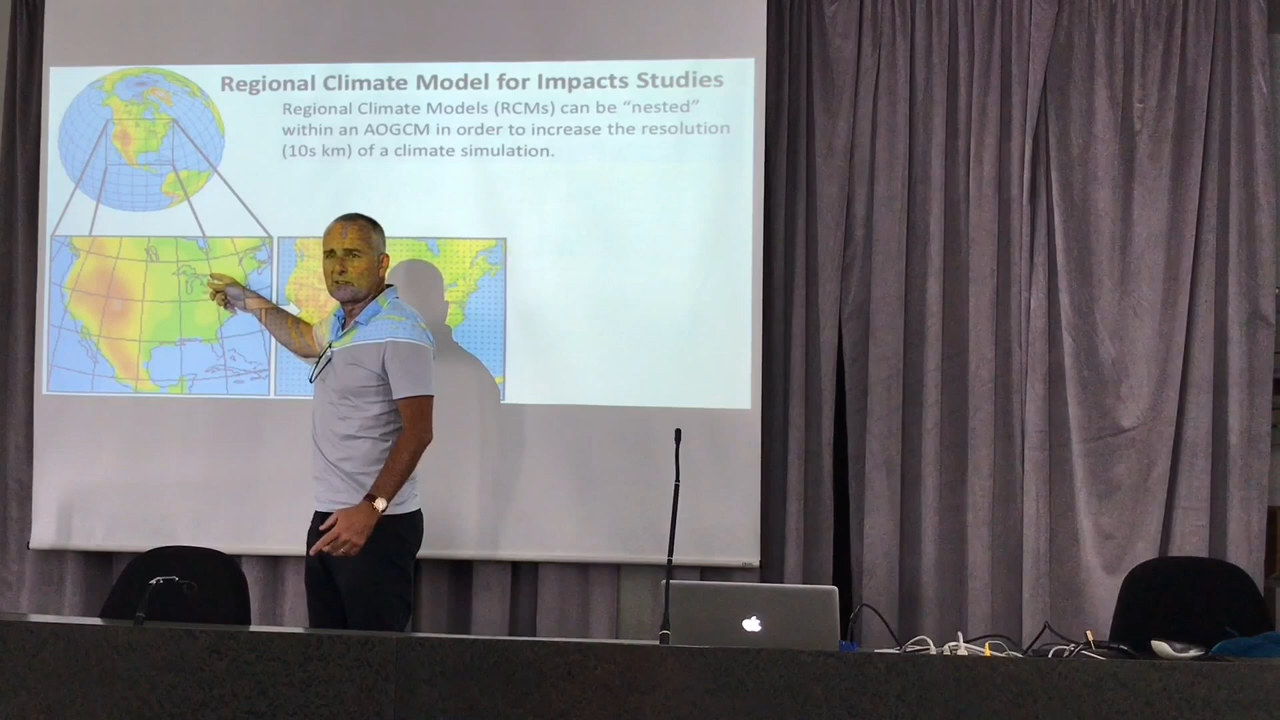 Regional Climate Model for Impacts Studies
Regional Climate Models (RCMs) can be “nested”
within an AOGCM in order to increase the resolution
(10s km) of a climate simulation.